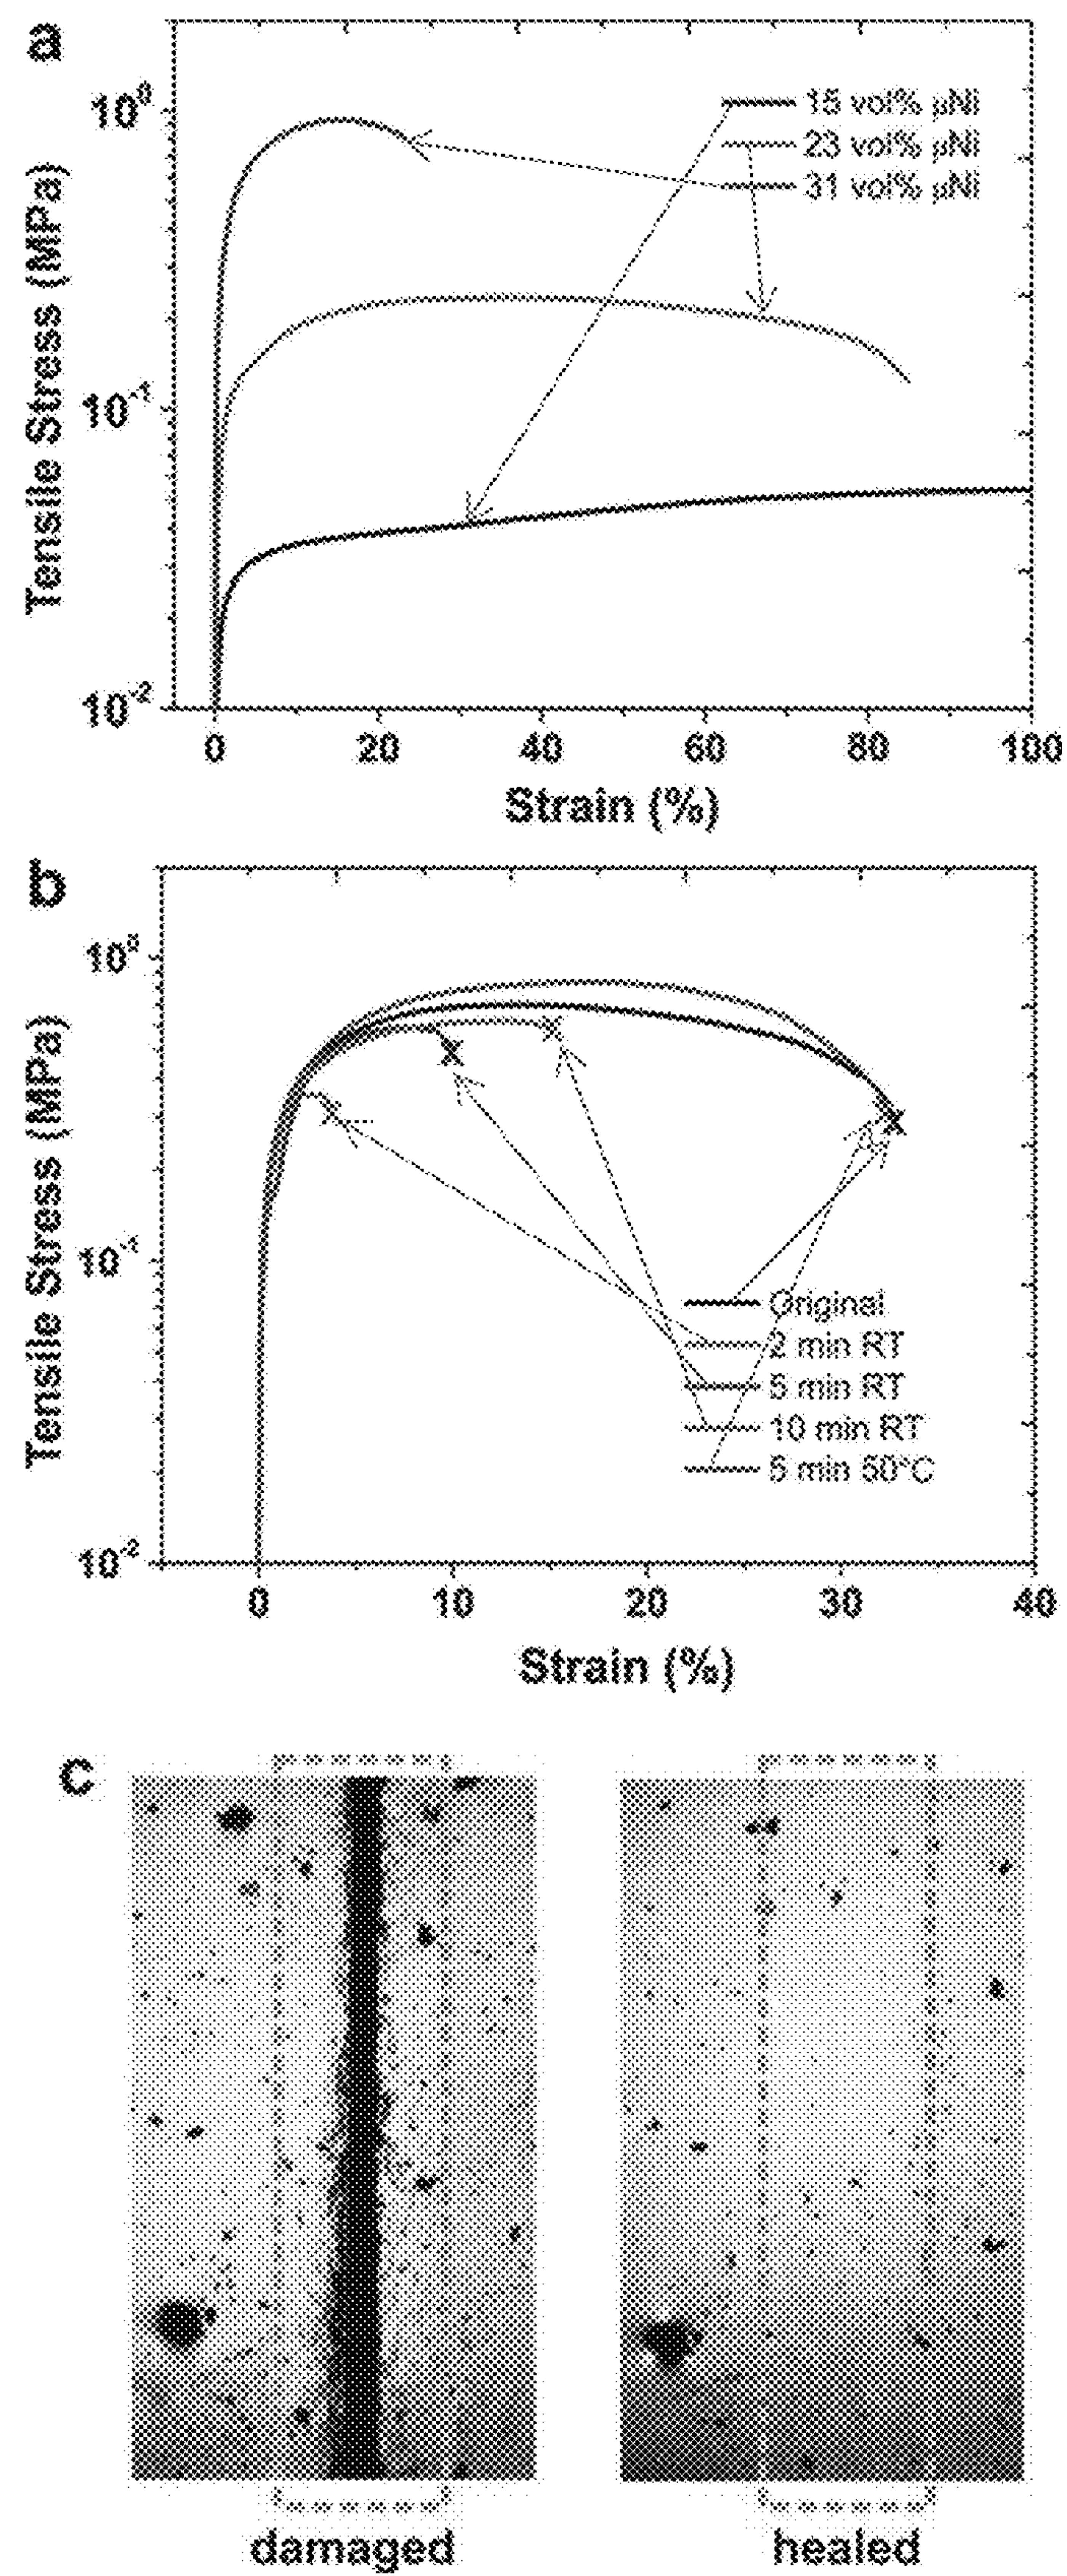 a
10^0
15 vol% µNi
23 vol% µNi
31 vol% µNi
Tensile Stress (MPa)
10^-1
10^-2
0 20 40 60 80 100
Strain (%)
b
10^0
Tensile Stress (MPa)
10^-1
Original
2 min RT
5 min RT
10 min RT
5 min 50°C
10^-2
0 10 20 30 40
Strain (%)
c
damaged healed